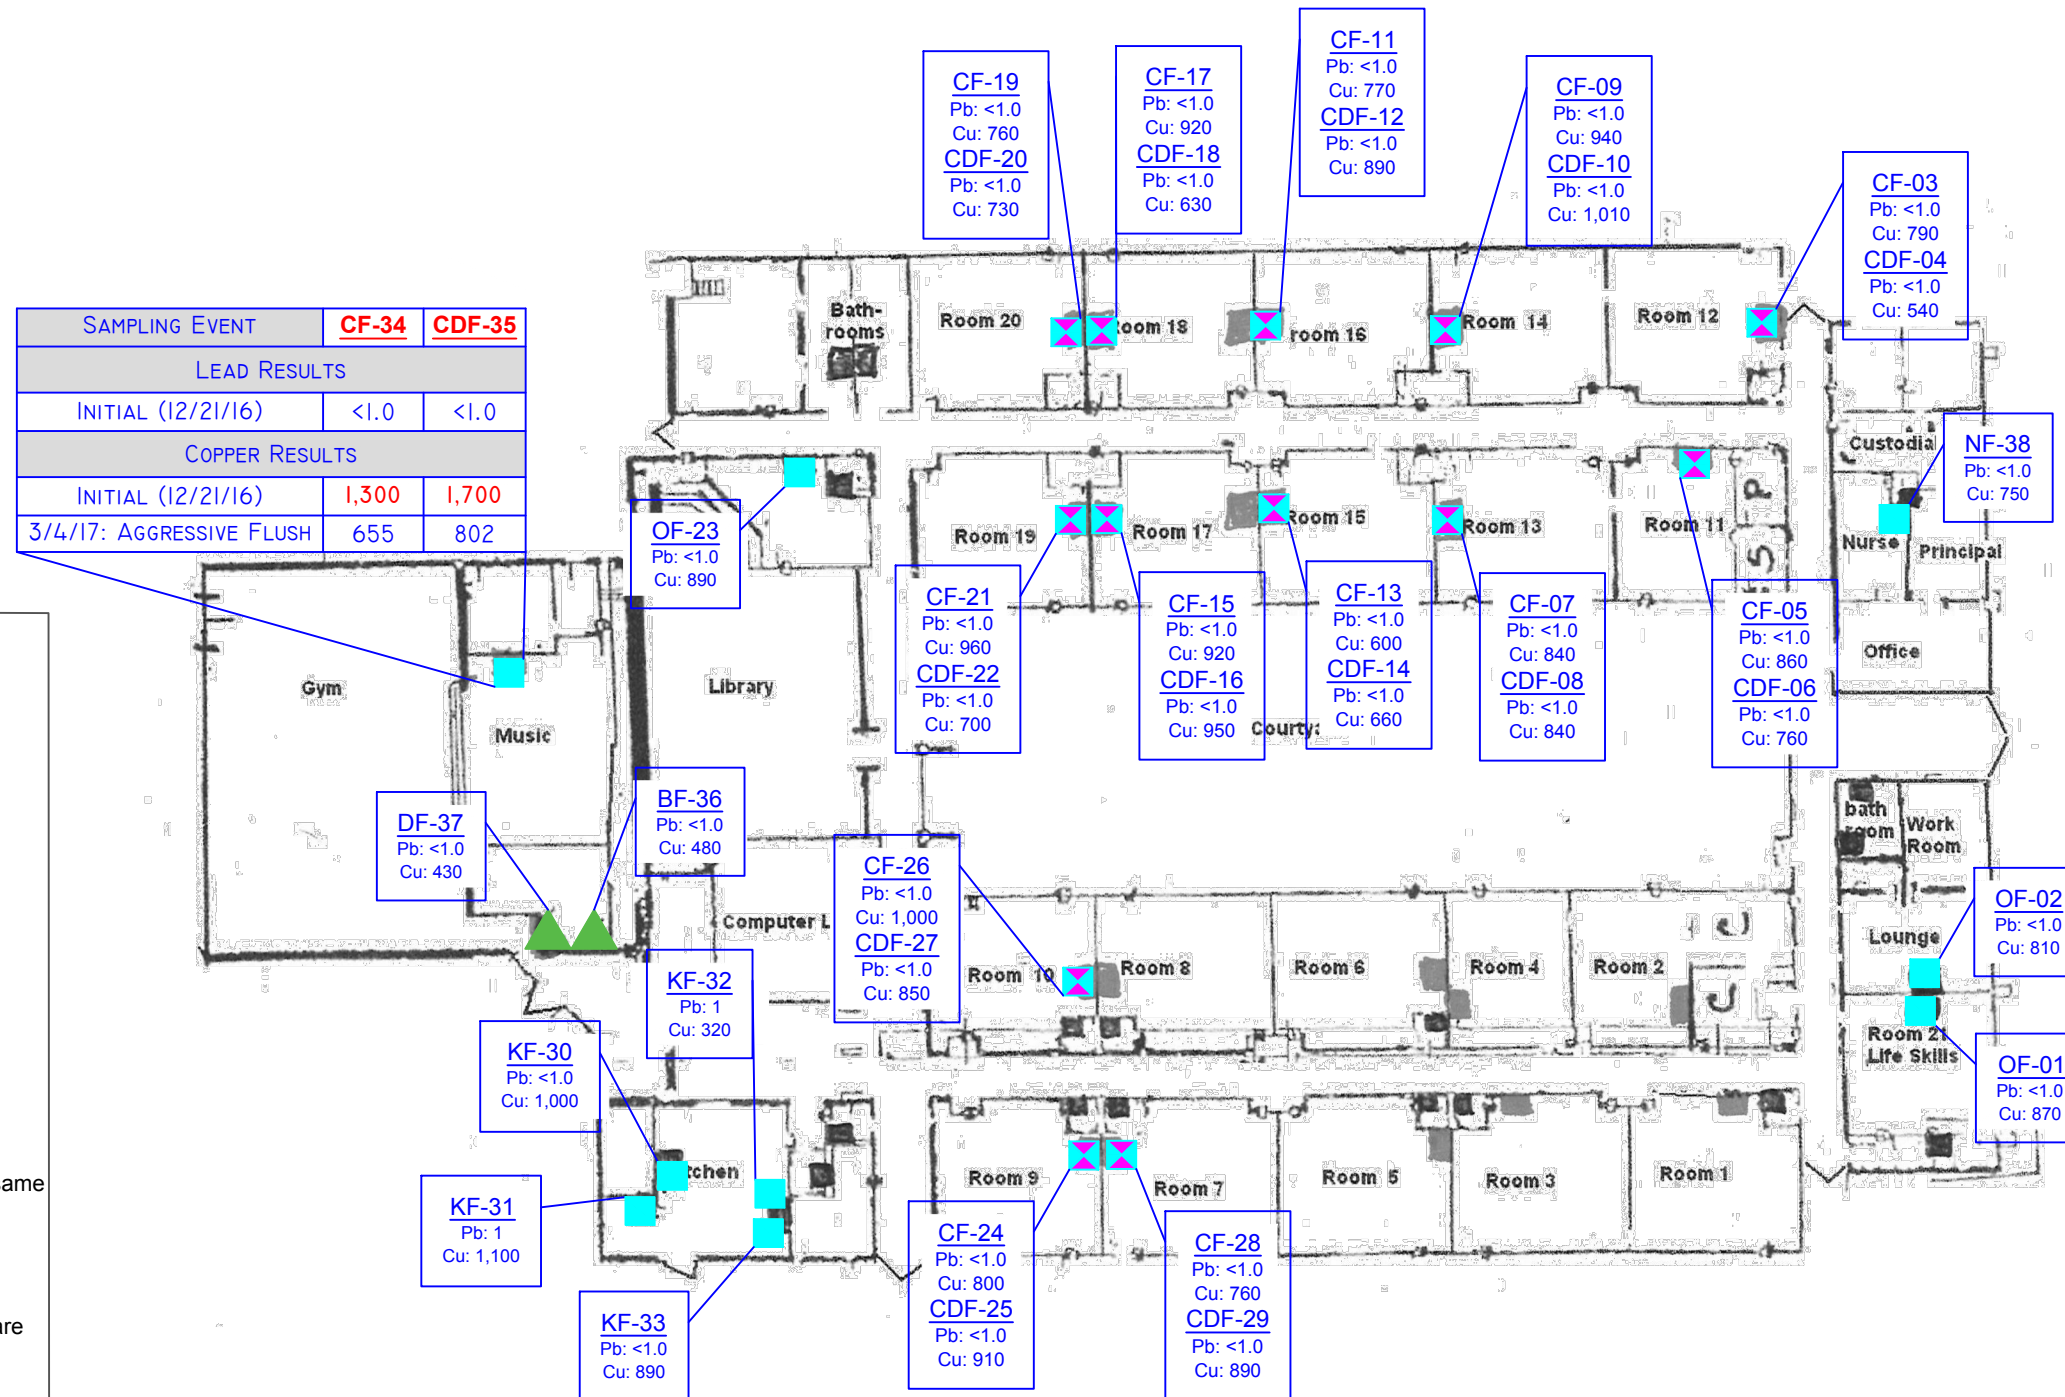 CF-11
Pb: <1.0
Cu: 770
CDF-12
Pb: <1.0
Cu: 890
CF-19
Pb: <1.0
Cu: 760
CDF-20
Pb: <1.0
Cu: 730
CF-17
Pb: <1.0
Cu: 920
CDF-18
Pb: <1.0
Cu: 630
CF-09
Pb: <1.0
Cu: 940
CDF-10
Pb: <1.0
Cu: 1,010
CF-03
Pb: <1.0
Cu: 790
CDF-04
Pb: <1.0
Cu: 540
SAMPLING EVENT CF-34 CDF-35
LEAD RESULTS
INITIAL (12/21/16) <1.0 <1.0
COPPER RESULTS
INITIAL (12/21/16) 1,300 1,700
3/4/17: AGGRESSIVE FLUSH 655 802
Bath-
rooms
Room 20
Room 18
room 16
Room 14
Room 12
Custodia
NF-38
Pb: <1.0
Cu: 750
OF-23
Pb: <1.0
Cu: 890
Room 19
Room 17
Room 15
Room 13
Room 11
Nurse
Principal
CF-21
Pb: <1.0
Cu: 960
CDF-22
Pb: <1.0
Cu: 700
CF-15
Pb: <1.0
Cu: 920
CDF-16
Pb: <1.0
Cu: 950
CF-13
Pb: <1.0
Cu: 600
CDF-14
Pb: <1.0
Cu: 660
CF-07
Pb: <1.0
Cu: 840
CDF-08
Pb: <1.0
Cu: 840
CF-05
Pb: <1.0
Cu: 860
CDF-06
Pb: <1.0
Cu: 760
Office
Gym
Music
Library
Courty
DF-37
Pb: <1.0
Cu: 430
BF-36
Pb: <1.0
Cu: 480
bath
room
Work
Room
CF-26
Pb: <1.0
Cu: 1,000
CDF-27
Pb: <1.0
Cu: 850
Computer L
Room 10
Room 8
Room 6
Room 4
Room 2
Lounge
OF-02
Pb: <1.0
Cu: 810
KF-32
Pb: 1
Cu: 320
KF-30
Pb: <1.0
Cu: 1,000
Room 21
Life Skills
OF-01
Pb: <1.0
Cu: 870
tchen
Room 9
Room 7
Room 5
Room 3
Room 1
KF-31
Pb: 1
Cu: 1,100
same
CF-24
Pb: <1.0
Cu: 800
CDF-25
Pb: <1.0
Cu: 910
CF-28
Pb: <1.0
Cu: 760
CDF-29
Pb: <1.0
Cu: 890
KF-33
Pb: <1.0
Cu: 890
are